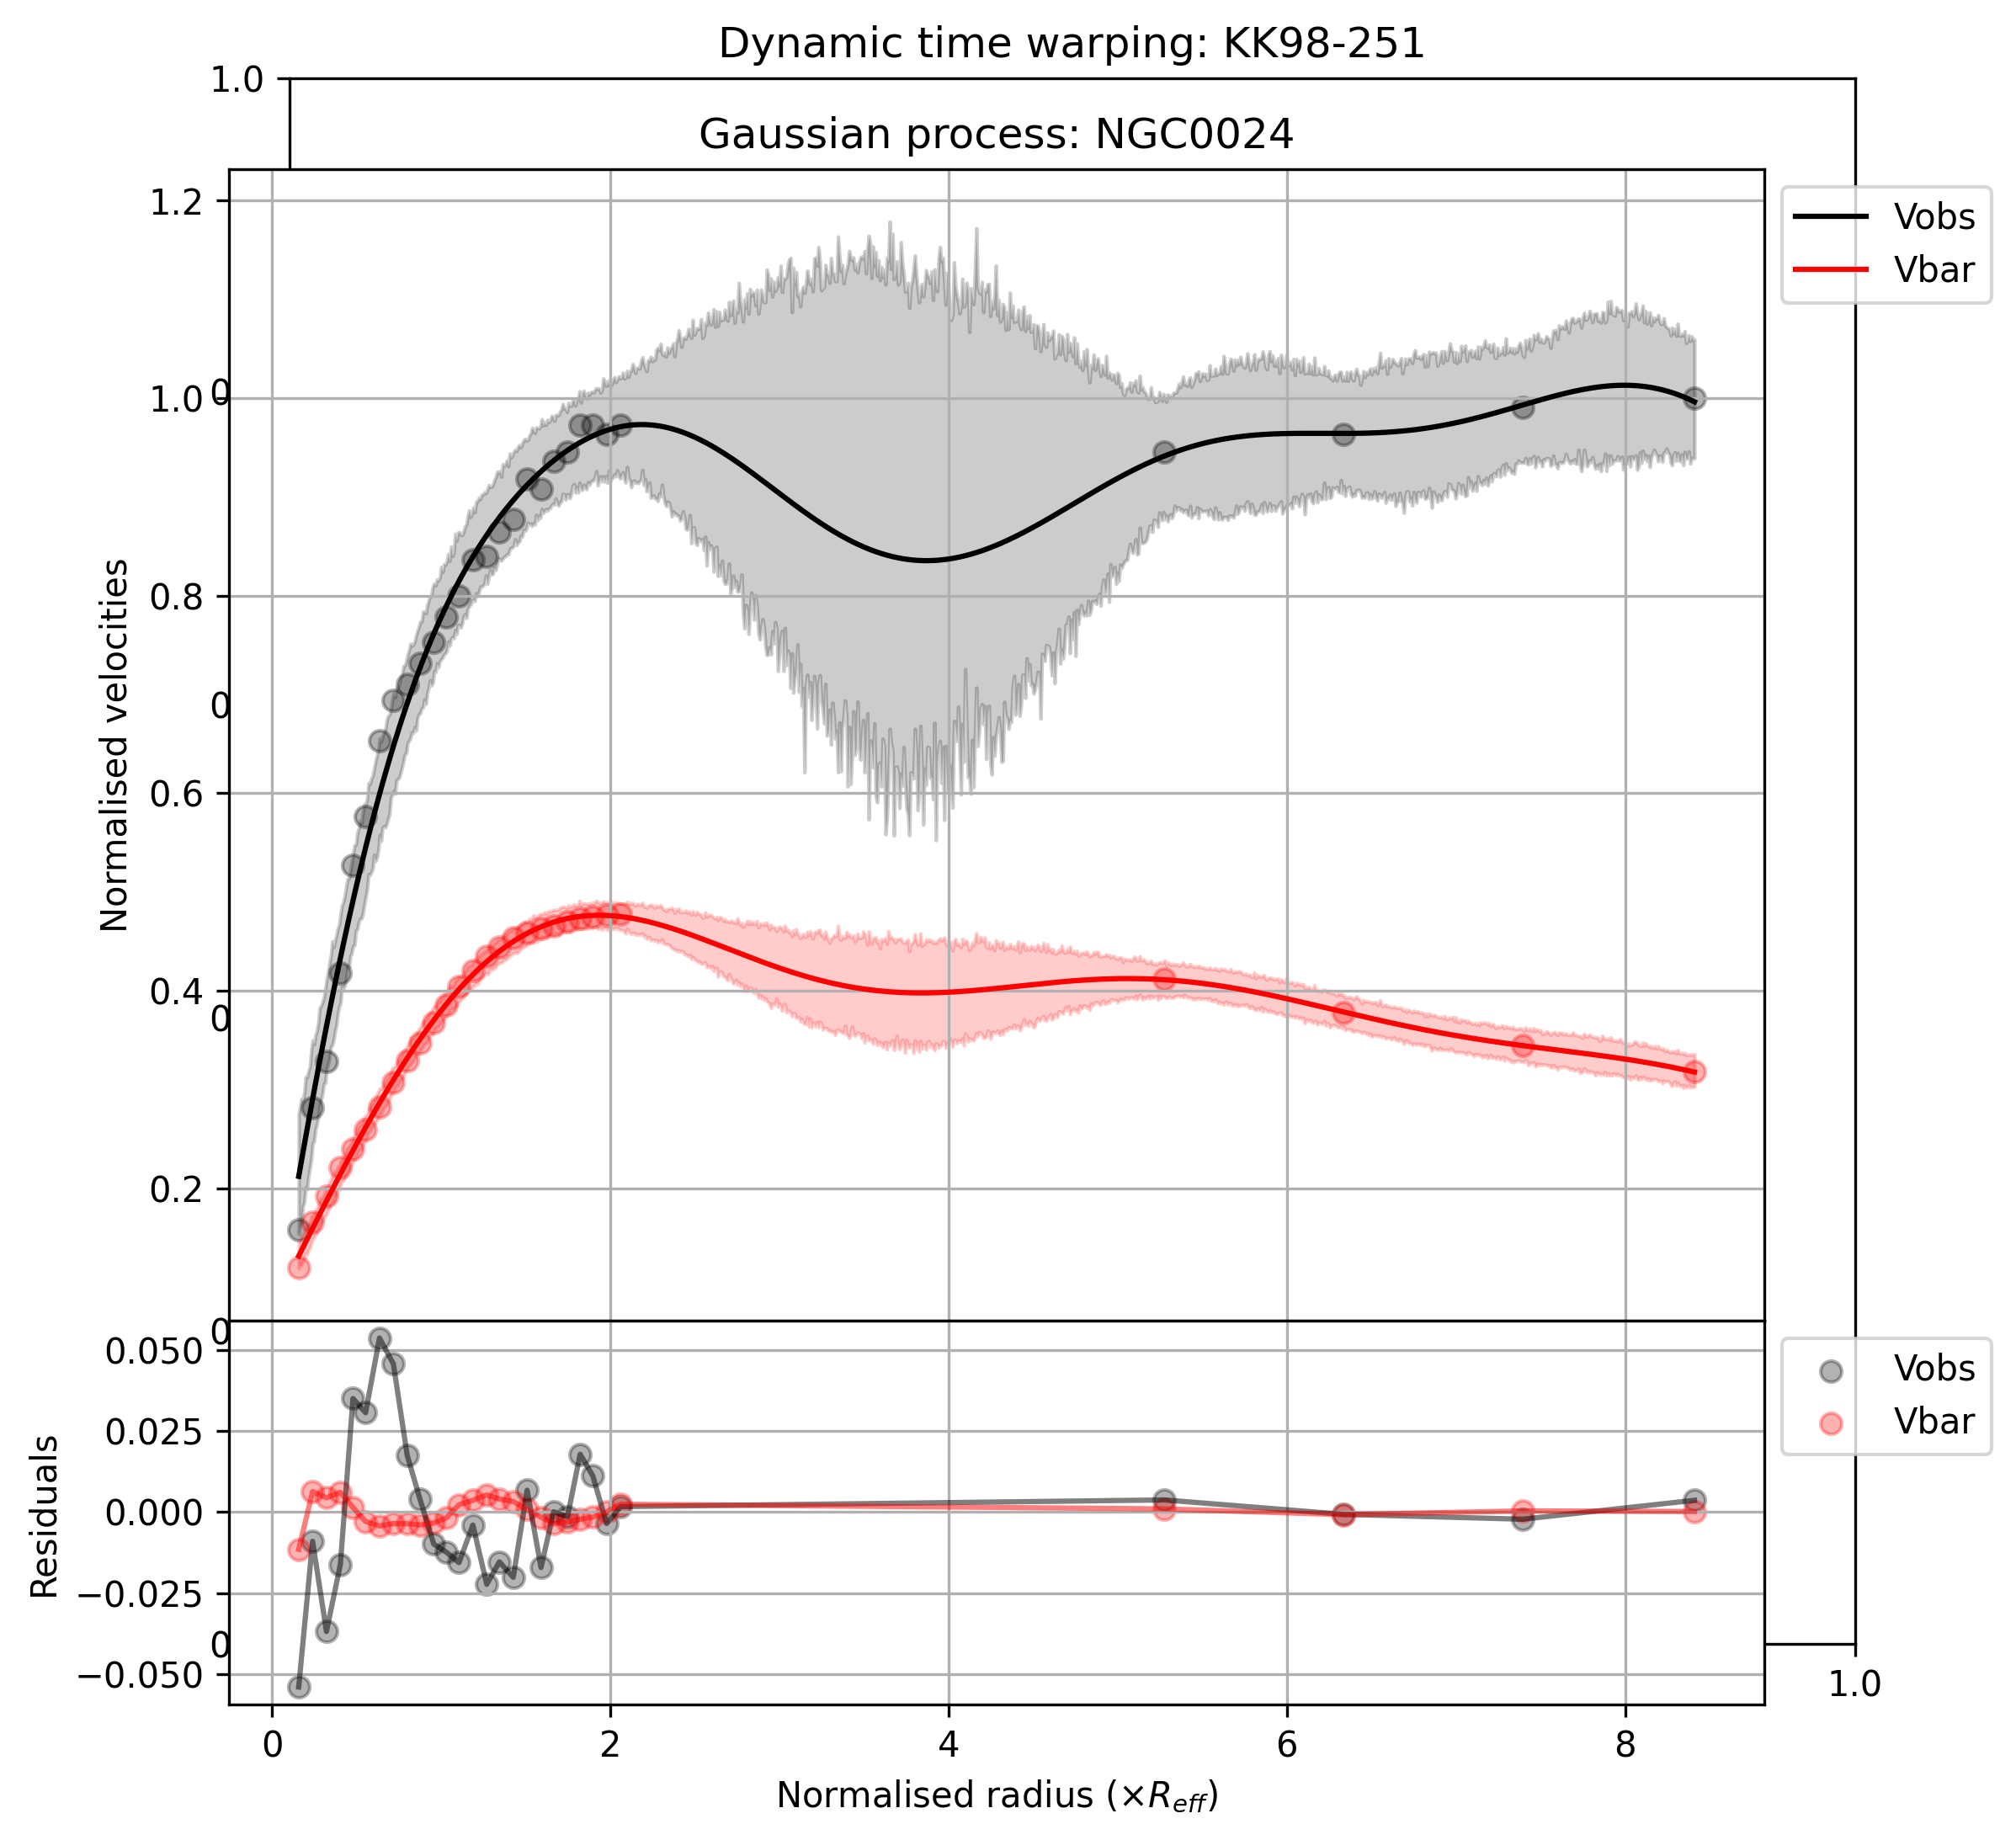 Dynamic time warping: KK98-251
1.0
Gaussian process: NGC0024
1.2
1.0
0
0.8
0
0.6
0.4
0
0.2
Normalised velocities
Vobs
Vbar
0
0.050
0.025
0.000
−0.025
0
−0.050
Residuals
Vobs
Vbar
1.0
0 2 4 6 8
Normalised radius (×R_eff)